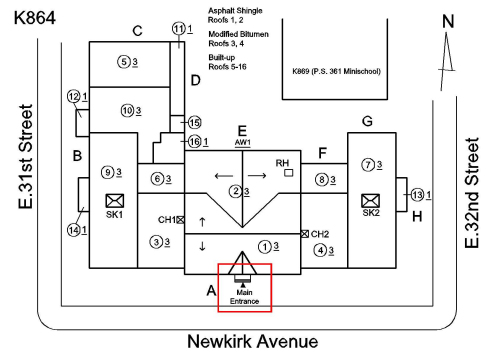 K864
Asphalt Shingle
Roofs 1, 2
Modified Bitumen
Roofs 3, 4
Built-up
Roofs 5-16
N
K869 (P.S. 361 Minischool)
C
11 1
5 3
D
12 1
10 3
15
16 1
E
AW1
F
G
B
9 3
6 3
RH
2 3
8 3
7 3
SK1
SK2
13 1
H
14 1
CH1
CH2
3 3
1 3
4 3
A
Main
Entrance
E.31st Street
E.32nd Street
Newkirk Avenue